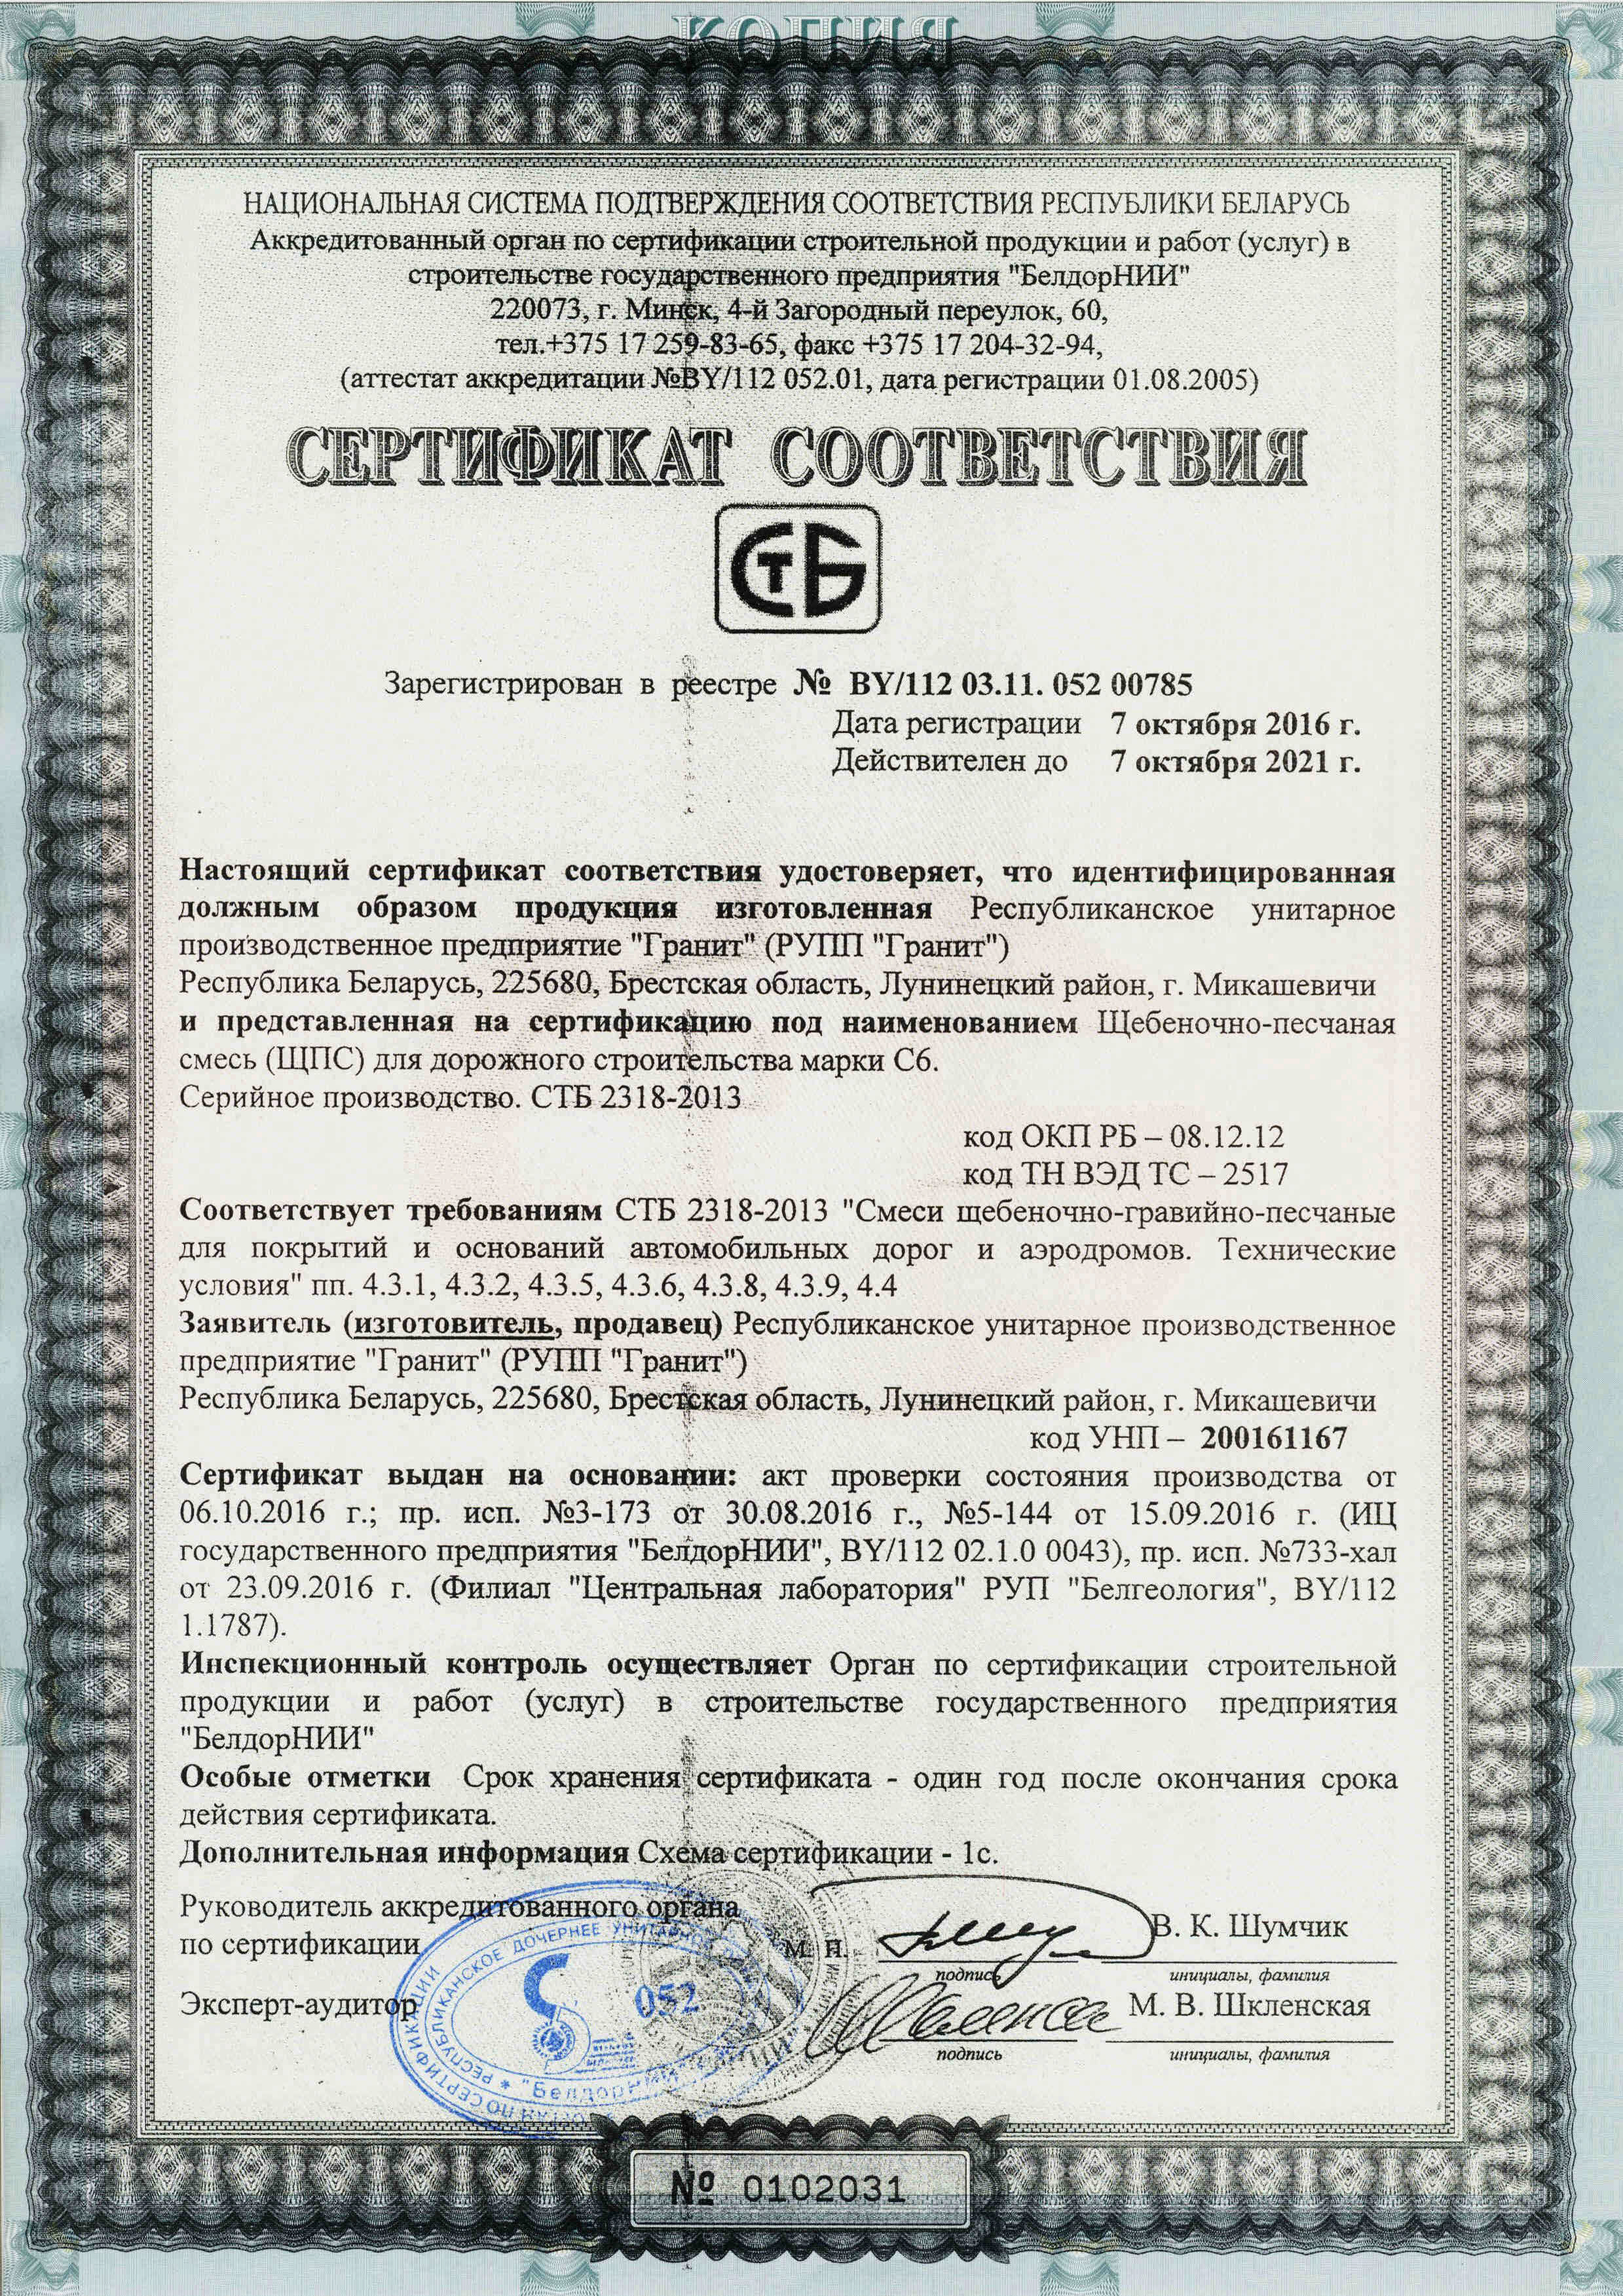 КОПИЯ
НАЦИОНАЛЬНАЯ СИСТЕМА ПОДТВЕРЖДЕНИЯ СООТВЕТСТВИЯ РЕСПУБЛИКИ БЕЛАРУСЬ
Аккредитованный орган по сертификации строительной продукции и работ (услуг) в
строительстве государственного предприятия "БелдорНИИ"
220073, г. Минск, 4-й Загородный переулок, 60,
тел.+375 17 259-83-65, факс +375 17 204-32-94,
(аттестат аккредитации №BY/112 052.01, дата регистрации 01.08.2005)
СЕРТИФИКАТ СООТВЕТСТВИЯ
СТБ
Зарегистрирован в реестре № BY/112 03.11. 052 00785
Дата регистрации 7 октября 2016 г.
Действителен до 7 октября 2021 г.
Настоящий сертификат соответствия удостоверяет, что идентифицированная
должным образом продукция изготовленная Республиканское унитарное
производственное предприятие "Гранит" (РУПП "Гранит")
Республика Беларусь, 225680, Брестская область, Лунинецкий район, г. Микашевичи
и представленная на сертификацию под наименованием Щебеночно-песчаная
смесь (ЩПС) для дорожного строительства марки С6.
Серийное производство. СТБ 2318-2013
код ОКП РБ – 08.12.12
код ТН ВЭД ТС – 2517
Соответствует требованиям СТБ 2318-2013 "Смеси щебеночно-гравийно-песчаные
для покрытий и оснований автомобильных дорог и аэродромов. Технические
условия" пп. 4.3.1, 4.3.2, 4.3.5, 4.3.6, 4.3.8, 4.3.9, 4.4
Заявитель (изготовитель, продавец) Республиканское унитарное производственное
предприятие "Гранит" (РУПП "Гранит")
Республика Беларусь, 225680, Брестская область, Лунинецкий район, г. Микашевичи
код УНП – 200161167
Сертификат выдан на основании: акт проверки состояния производства от
06.10.2016 г.; пр. исп. №3-173 от 30.08.2016 г., №5-144 от 15.09.2016 г. (ИЦ
государственного предприятия "БелдорНИИ", BY/112 02.1.0 0043), пр. исп. №733-хал
от 23.09.2016 г. (Филиал "Центральная лаборатория" РУП "Белгеология", BY/112
1.1787).
Инспекционный контроль осуществляет Орган по сертификации строительной
продукции и работ (услуг) в строительстве государственного предприятия
"БелдорНИИ"
Особые отметки Срок хранения сертификата - один год после окончания срока
действия сертификата.
Дополнительная информация Схема сертификации - 1с.
Руководитель аккредитованного органа
по сертификации
М. П.
В. К. Шумчик
подпись
инициалы, фамилия
Эксперт-аудитор
М. В. Шкленская
подпись
инициалы, фамилия
РЕСПУБЛИКАНСКОЕ ДОЧЕРНЕЕ
052
"БелдорНИИ"
ПО СЕРТИФИКАЦИИ
№ 0102031